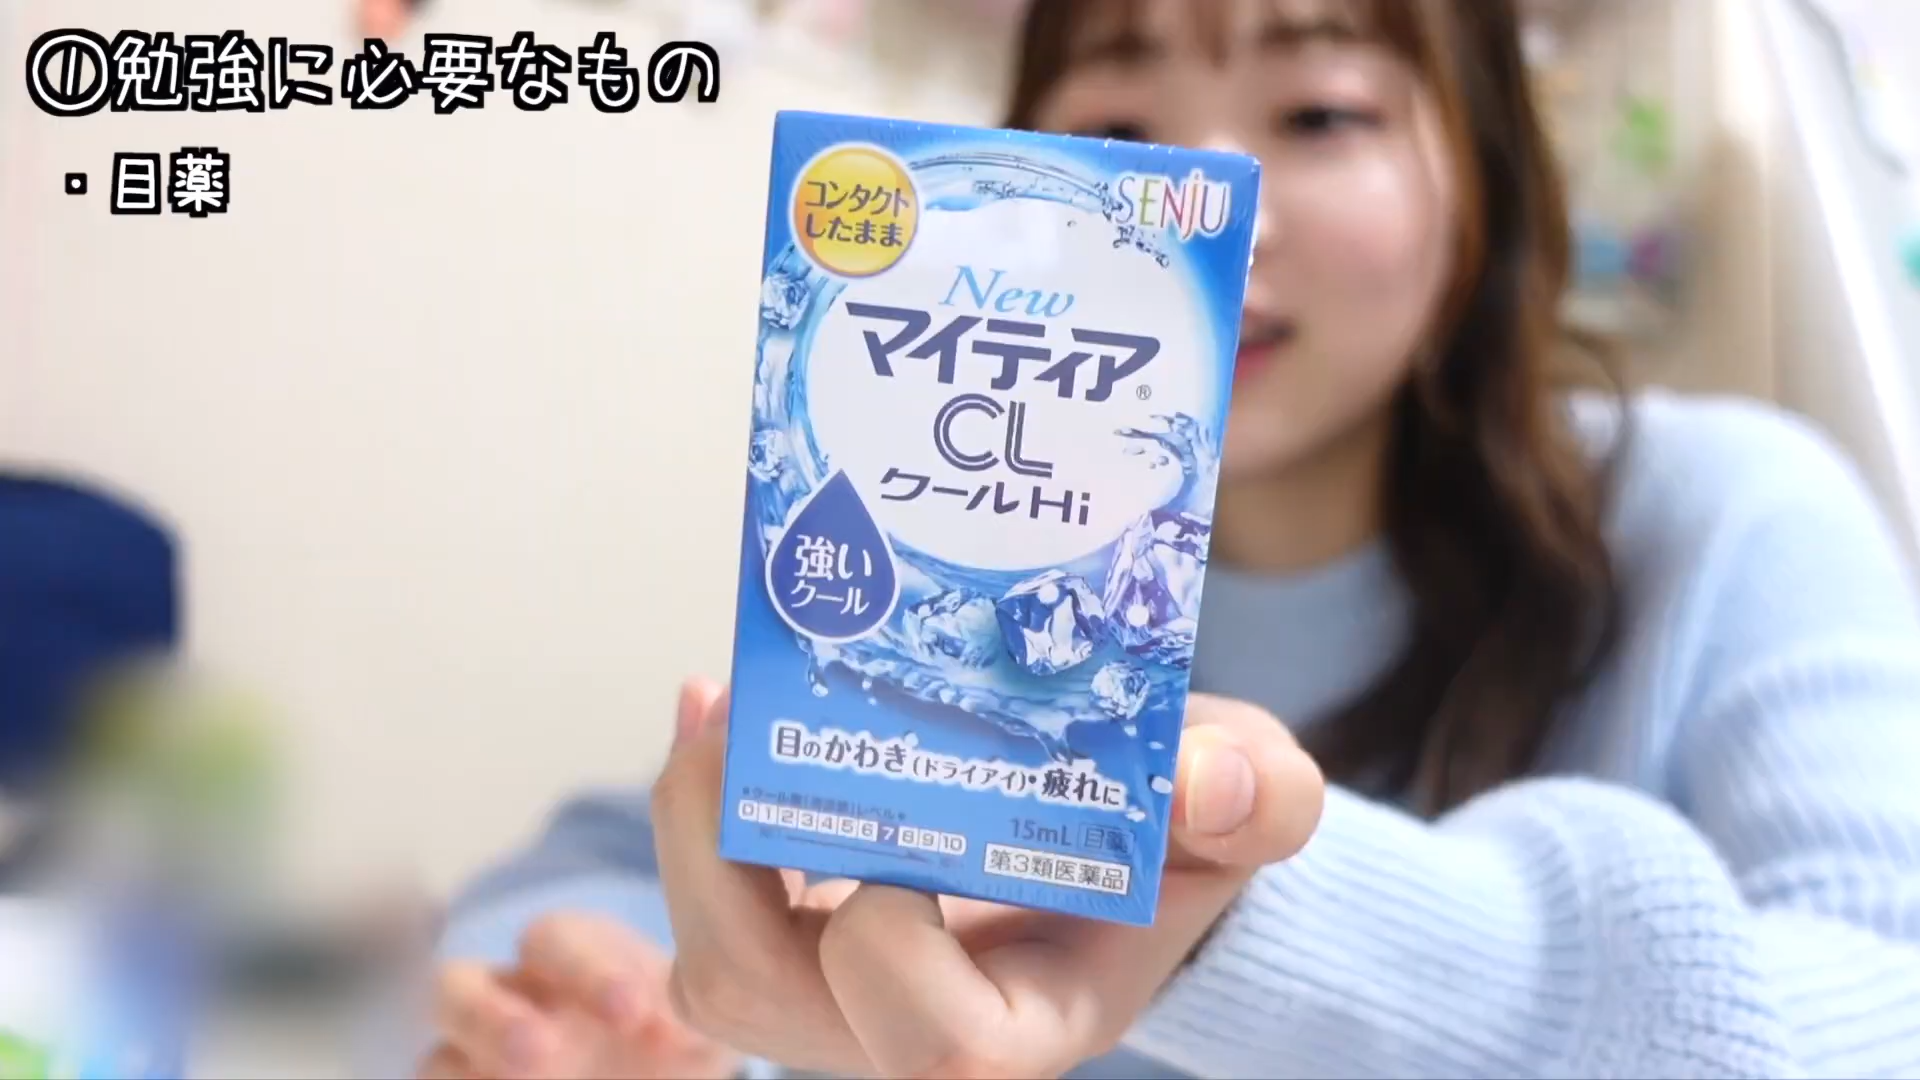 ①勉強に必要なもの
・目薬
コンタクト
したまま
SENJU
New
マイティア®
CL
クールHi
強い
クール
目のかわき(ドライアイ)・疲れに
0 1 2 3 4 5 6 7 8 9 10
15mL 目薬
第3類医薬品